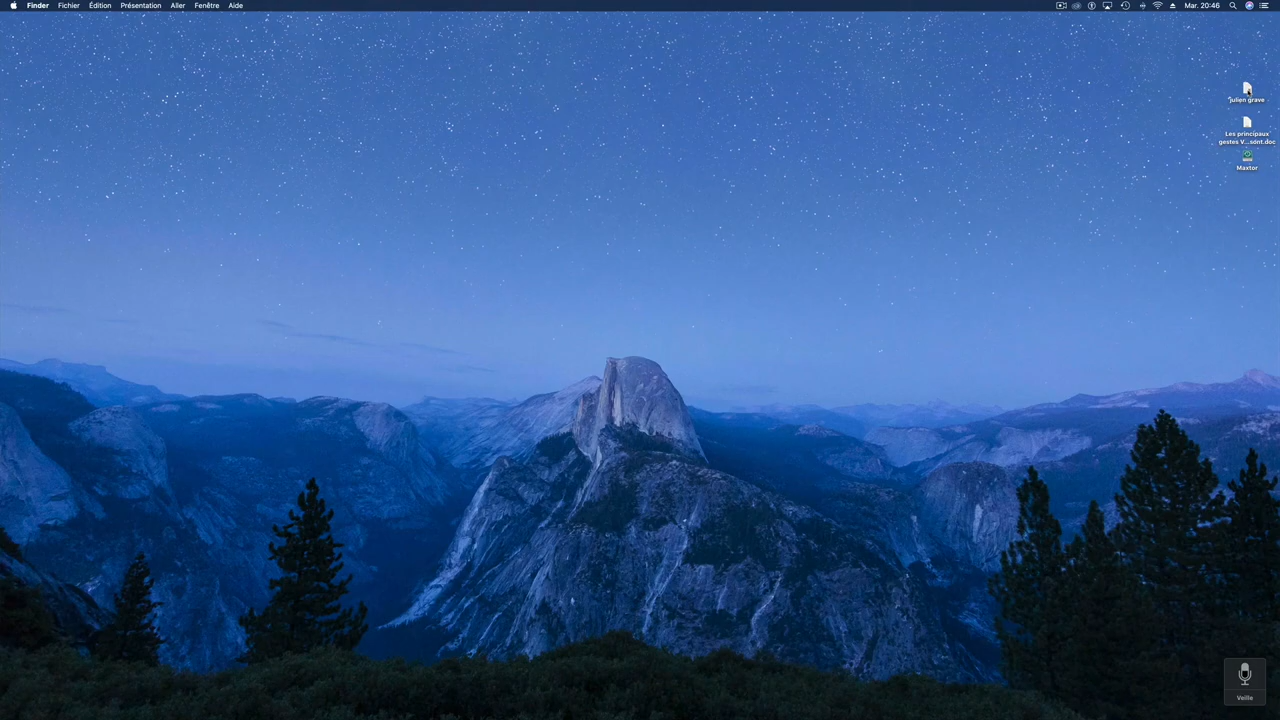 Finder Fichier Édition Présentation Aller Fenêtre Aide Mar. 20:46
"julien grave
Les principaux
gestes V...sont.doc
Maxtor
Veille